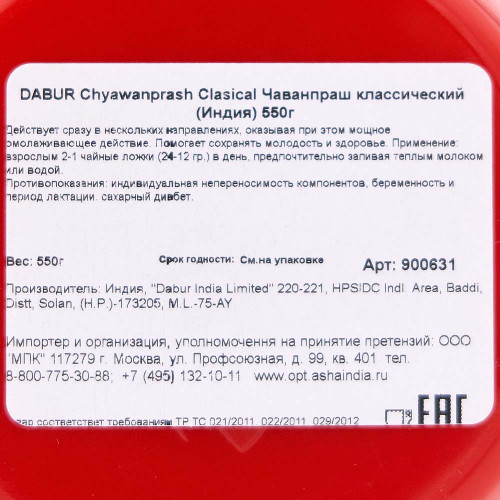 DABUR Chyawanprash Clasical Чаванпраш классический
(Индия) 550г
Действует сразу в нескольких направлениях, оказывая при этом мощное
омолаживающее действие. Помогает сохранять молодость и здоровье. Применение:
взрослым 2-1 чайные ложки (24-12 гр.) в день, предпочтительно запивая теплым молоком
или водой.
Противопоказания: индивидуальная непереносимость компонентов, беременность и
период лактации. сахарный диабет.
Вес: 550г
Срок годности: См.на упаковке
Арт: 900631
Производитель: Индия, "Dabur India Limited" 220-221, HPSIDC Indl. Area, Baddi,
Distt, Solan, (H.P.)-173205, M.L.-75-AY
Импортер и организация, уполномоченная на принятие претензий: ООО
"МПК" 117279 г. Москва, ул. Профсоюзная, д. 99, кв. 401 тел.
8-800-775-30-88; +7 (495) 132-10-11 www.opt.ashaindia.ru
соответствует требованиям ТР ТС 021/2011, 022/2011, 029/2012
EAC